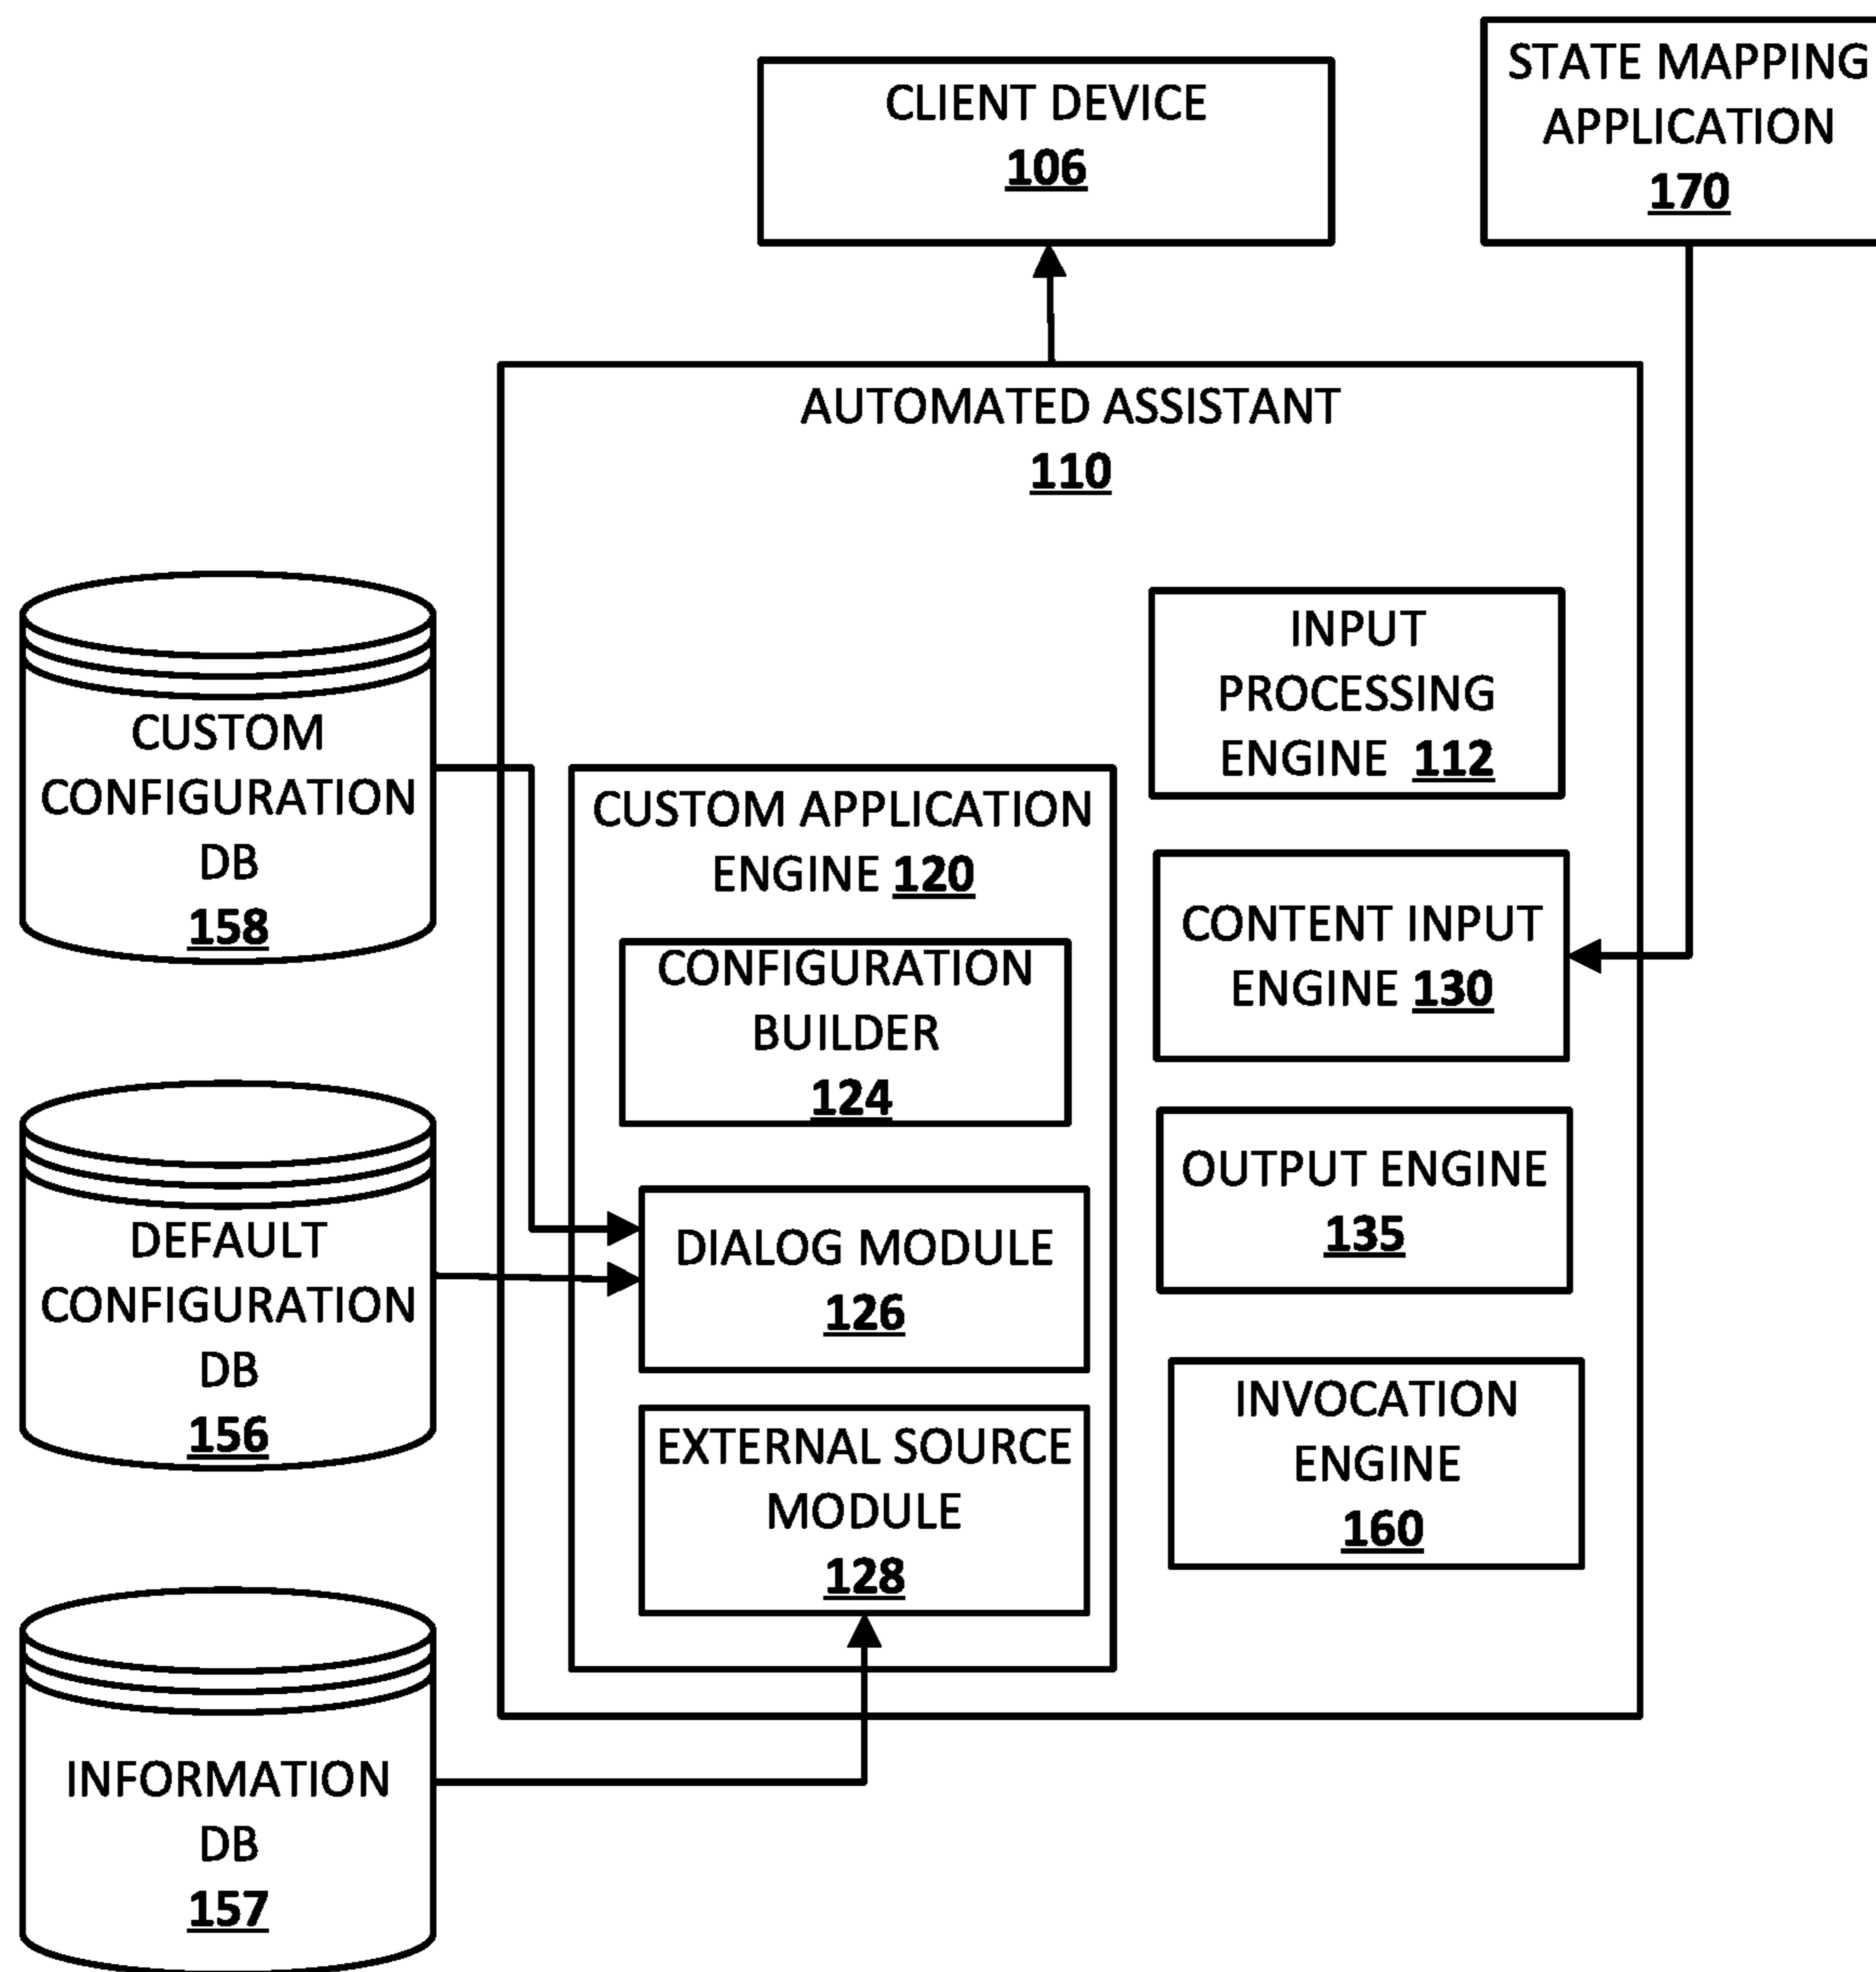 CLIENT DEVICE
106
STATE MAPPING
APPLICATION
170
AUTOMATED ASSISTANT
110
CUSTOM
CONFIGURATION
DB
158
DEFAULT
CONFIGURATION
DB
156
INFORMATION
DB
157
CUSTOM APPLICATION
ENGINE 120
CONFIGURATION
BUILDER
124
DIALOG MODULE
126
EXTERNAL SOURCE
MODULE
128
INPUT
PROCESSING
ENGINE 112
CONTENT INPUT
ENGINE 130
OUTPUT ENGINE
135
INVOCATION
ENGINE
160